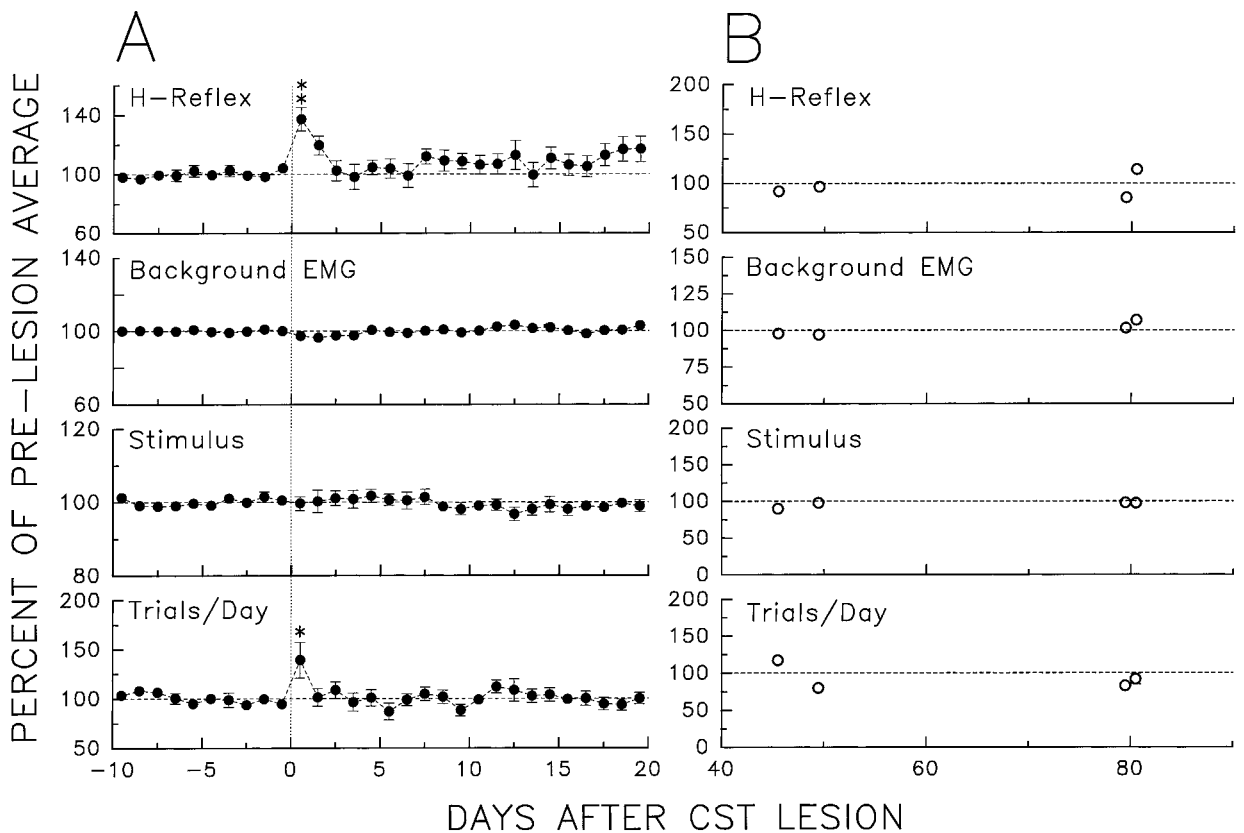 A
B
PERCENT OF PRE-LESION AVERAGE
H-Reflex
**
140
100
60
Background EMG
140
100
60
Stimulus
120
100
80
Trials/Day
*
200
150
100
50
-10 -5 0 5 10 15 20
H-Reflex
200
150
100
50
Background EMG
150
125
100
75
50
Stimulus
200
150
100
50
0
Trials/Day
200
150
100
50
0
40 60 80
DAYS AFTER CST LESION